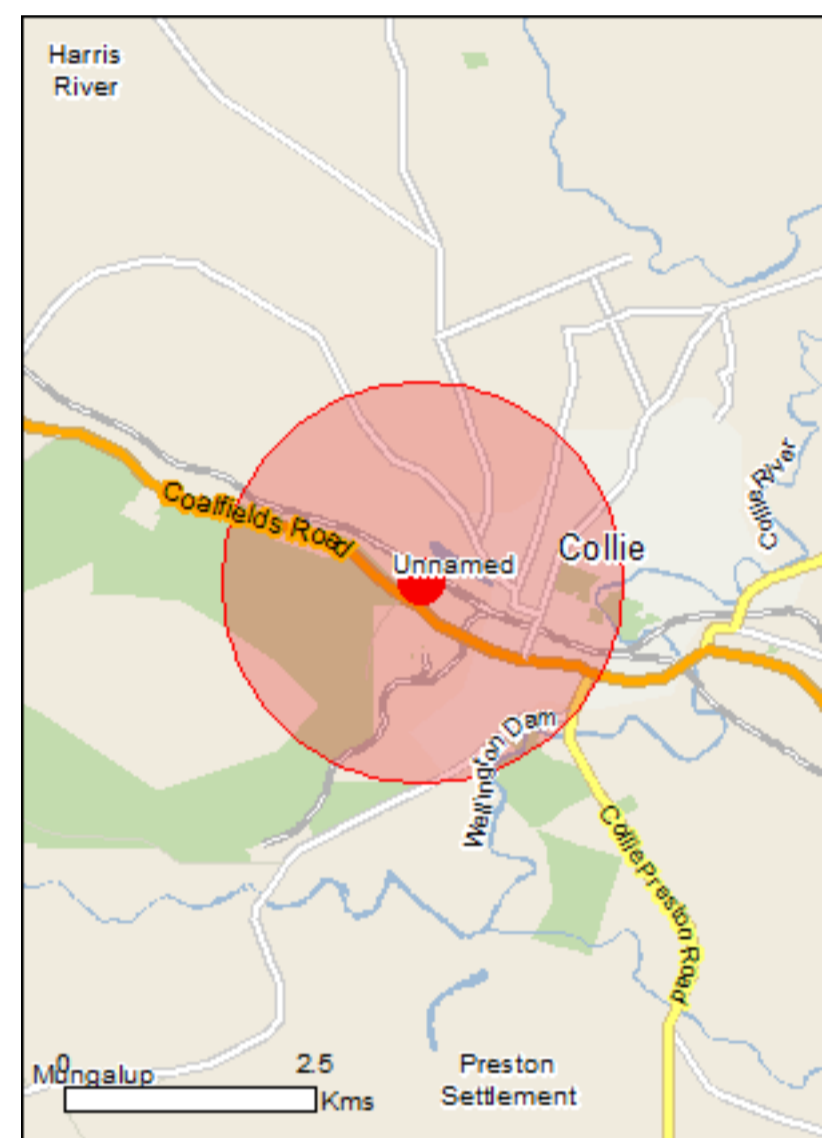 Harris
River
Coalfields Road
Collie
Unnamed
Collie River
Wellington Dam
Collie Preston Road
0
2.5
Mungalup
Kms
Preston
Settlement